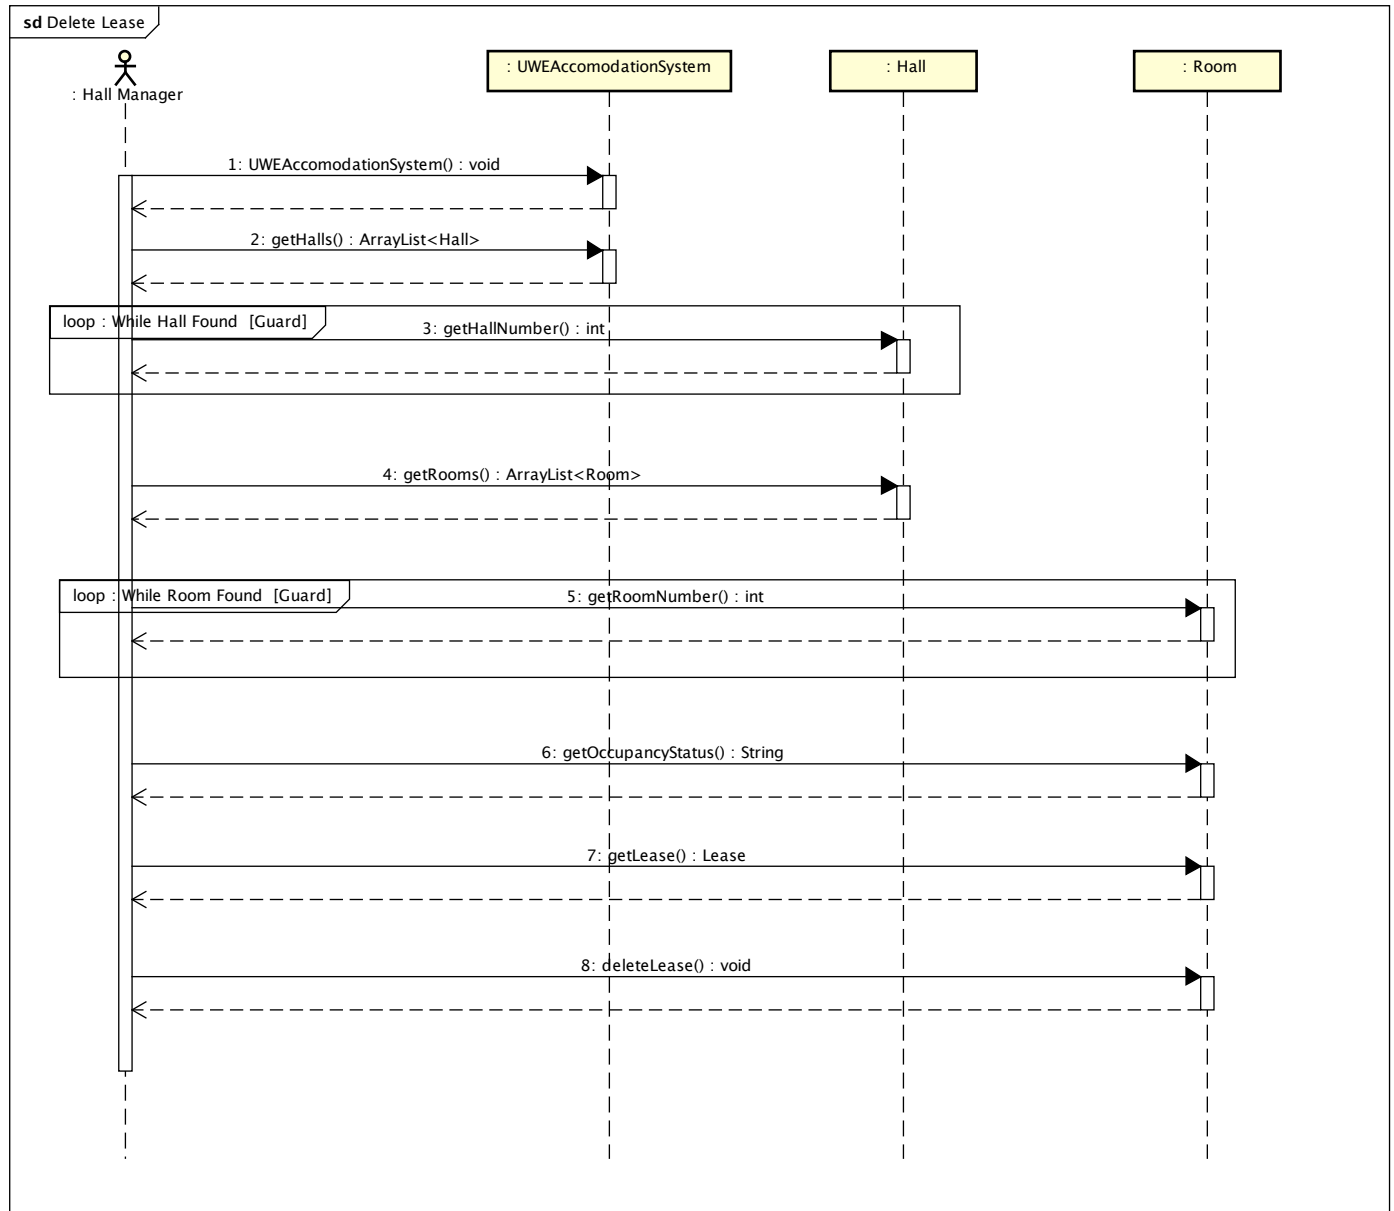 sd Delete Lease
: Hall Manager
: UWEAccomodationSystem
: Hall
: Room
1: UWEAccomodationSystem() : void
2: getHalls() : ArrayList<Hall>
loop : While Hall Found [Guard]
3: getHallNumber() : int
4: getRooms() : ArrayList<Room>
loop : While Room Found [Guard]
5: getRoomNumber() : int
6: getOccupancyStatus() : String
7: getLease() : Lease
8: deleteLease() : void